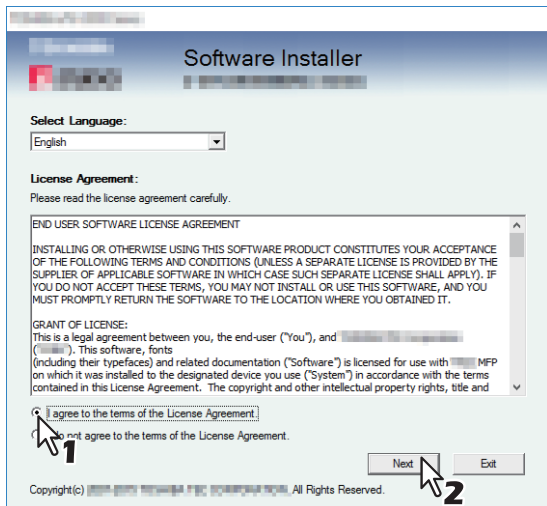 Software Installer
Select Language:
English
License Agreement:
Please read the license agreement carefully.
END USER SOFTWARE LICENSE AGREEMENT
INSTALLING OR OTHERWISE USING THIS SOFTWARE PRODUCT CONSTITUTES YOUR ACCEPTANCE
OF THE FOLLOWING TERMS AND CONDITIONS (UNLESS A SEPARATE LICENSE IS PROVIDED BY THE
SUPPLIER OF APPLICABLE SOFTWARE IN WHICH CASE SUCH SEPARATE LICENSE SHALL APPLY). IF
YOU DO NOT ACCEPT THESE TERMS, YOU MAY NOT INSTALL OR USE THIS SOFTWARE, AND YOU
MUST PROMPTLY RETURN THE SOFTWARE TO THE LOCATION WHERE YOU OBTAINED IT.
GRANT OF LICENSE:
This is a legal agreement between you, the end-user ("You"), and
("  "). This software, fonts
(including their typefaces) and related documentation ("Software") is licensed for use with MFP
on which it was installed to the designated device you use ("System") in accordance with the terms
contained in this License Agreement. The copyright and other intellectual property rights, title and
I agree to the terms of the License Agreement.
do not agree to the terms of the License Agreement.
1
Next
Exit
2
Copyright(c) All Rights Reserved.